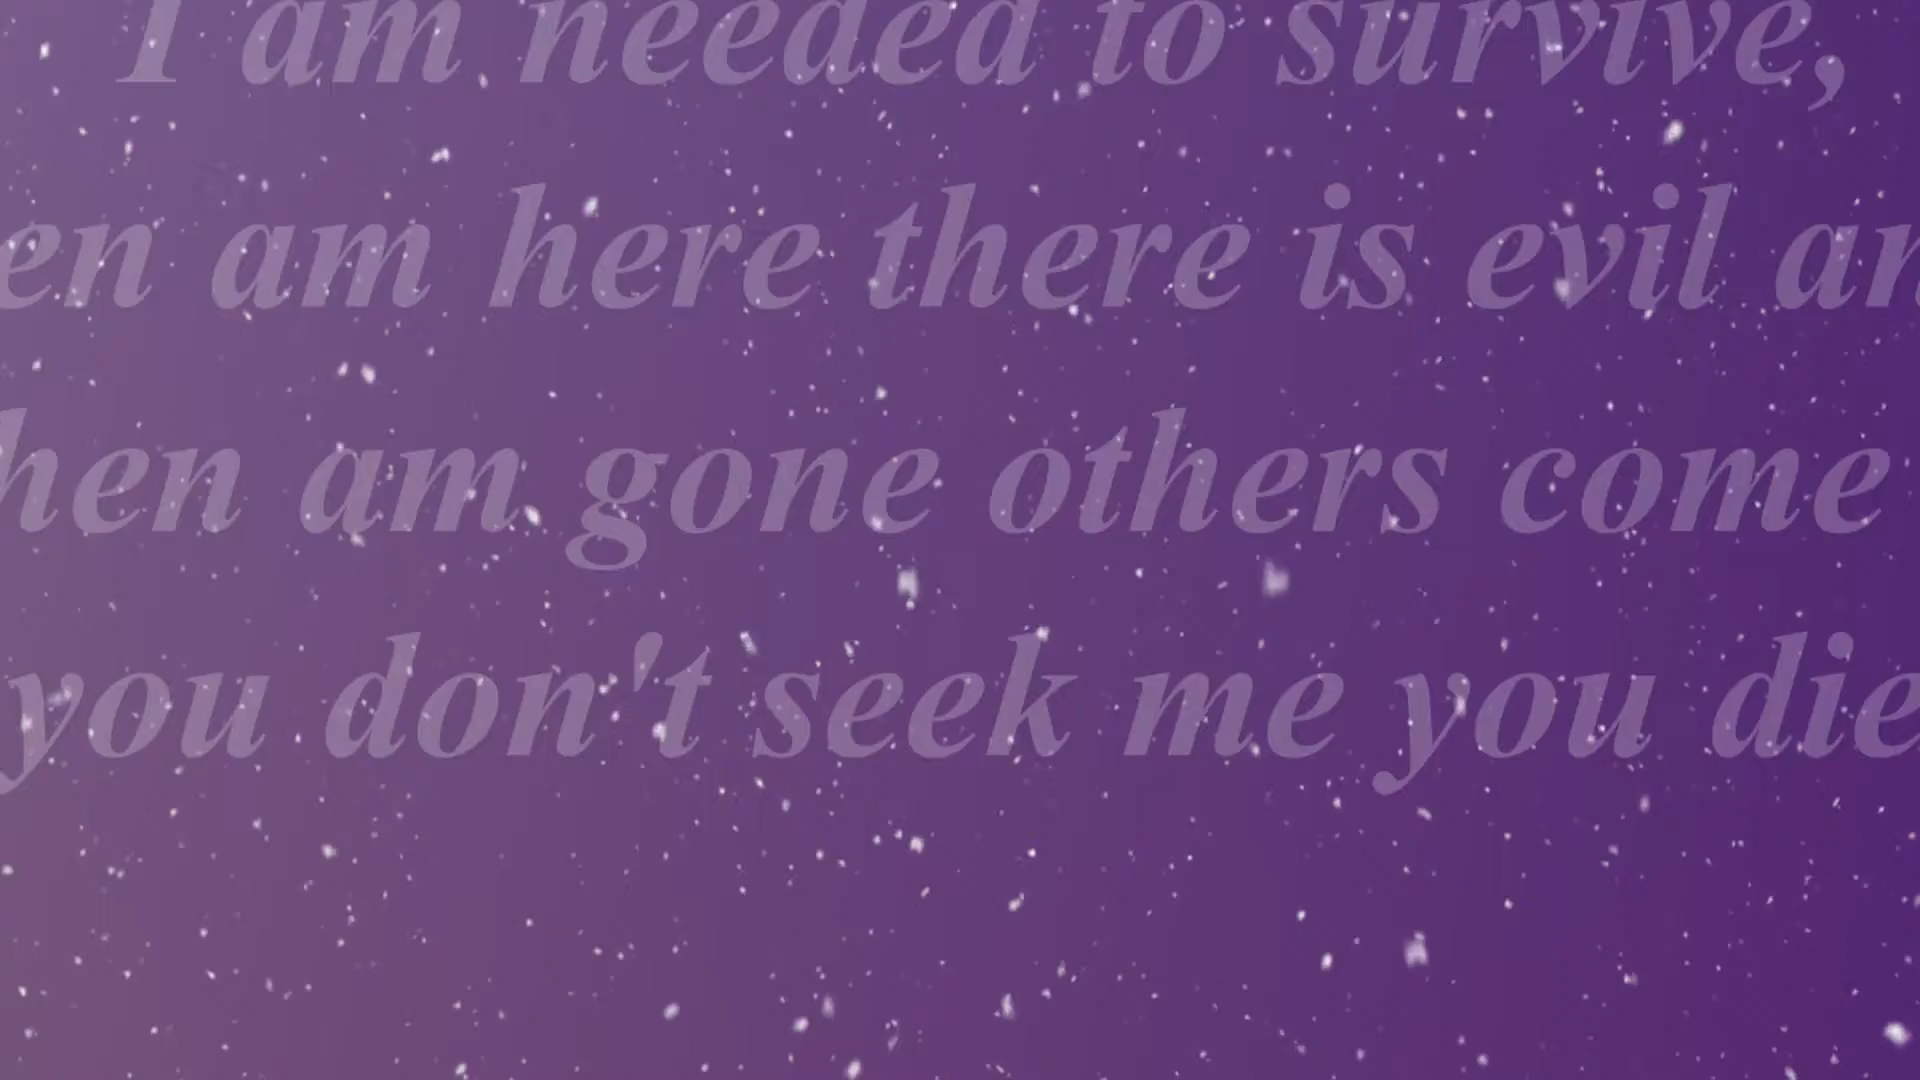 I am needed to survive,
en am here there is evil an
hen am gone others come
you don't seek me you die